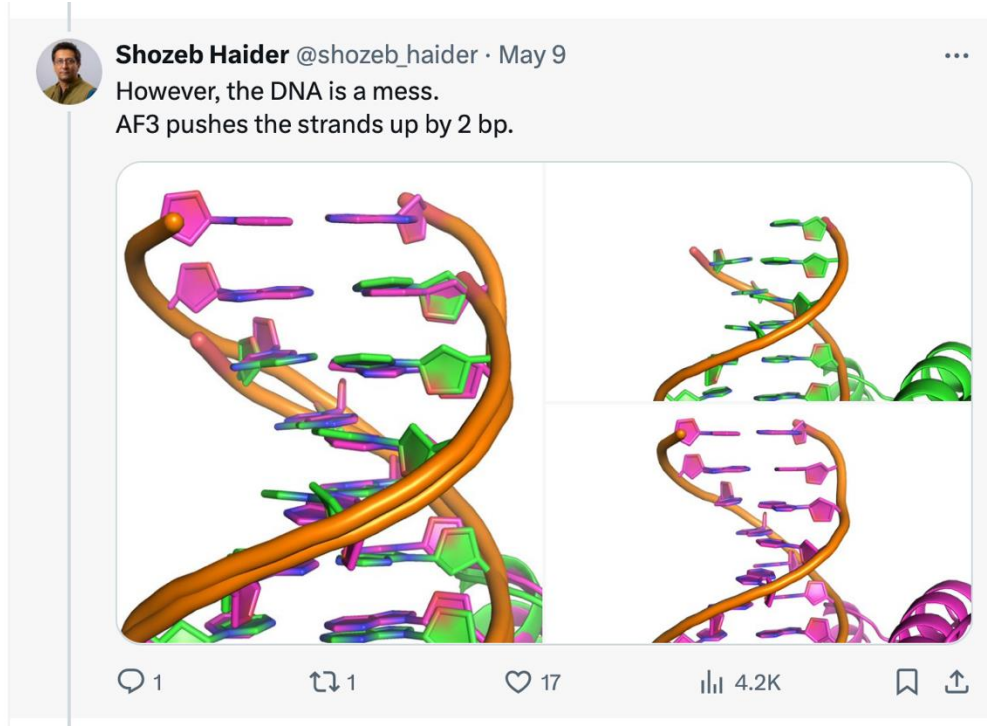 Shozeb Haider @shozeb_haider · May 9
However, the DNA is a mess.
AF3 pushes the strands up by 2 bp.
1 1 17 4.2K